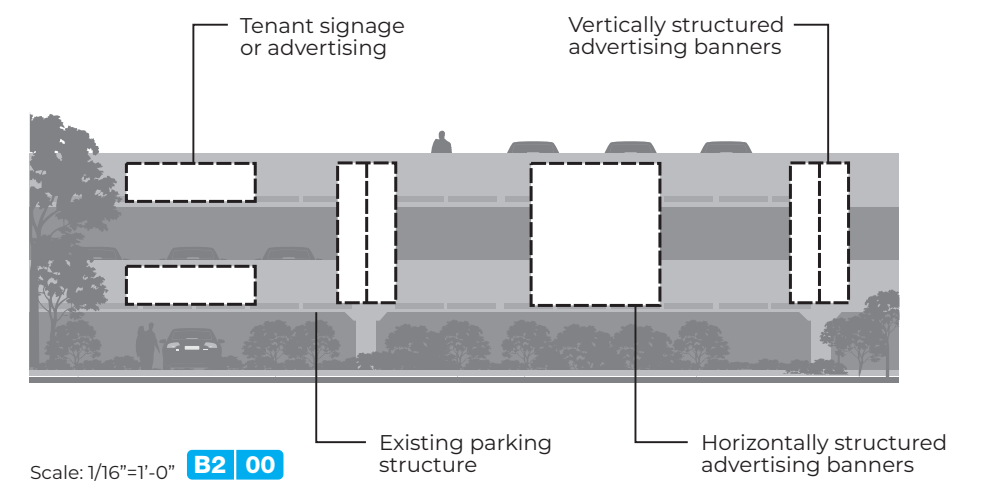 Tenant signage
or advertising
Vertically structured
advertising banners
Existing parking
structure
Horizontally structured
advertising banners
Scale: 1/16”=1’-0” B2 00